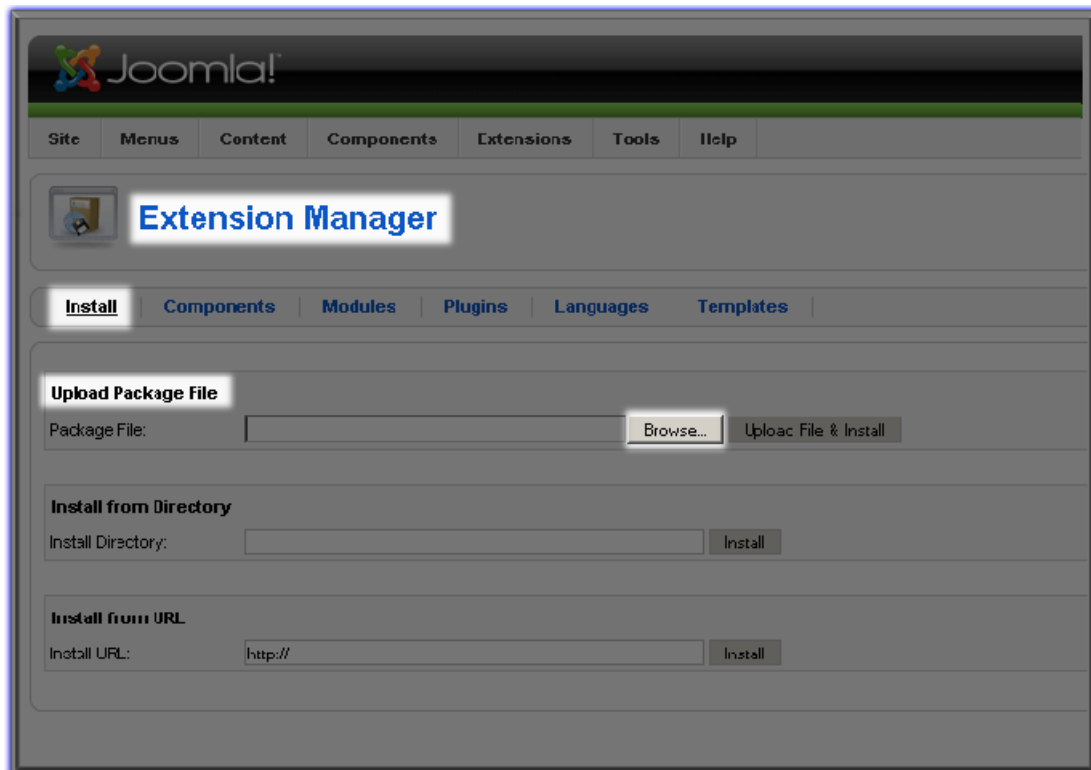 Joomla!™
Site Menus Content Components Extensions Tools Help
Extension Manager
Install Components Modules Plugins Languages Templates
Upload Package File
Package File: Browse... Upload File & Install
Install from Directory
Install Directory: Install
Install from URL
Install URL: http:// Install